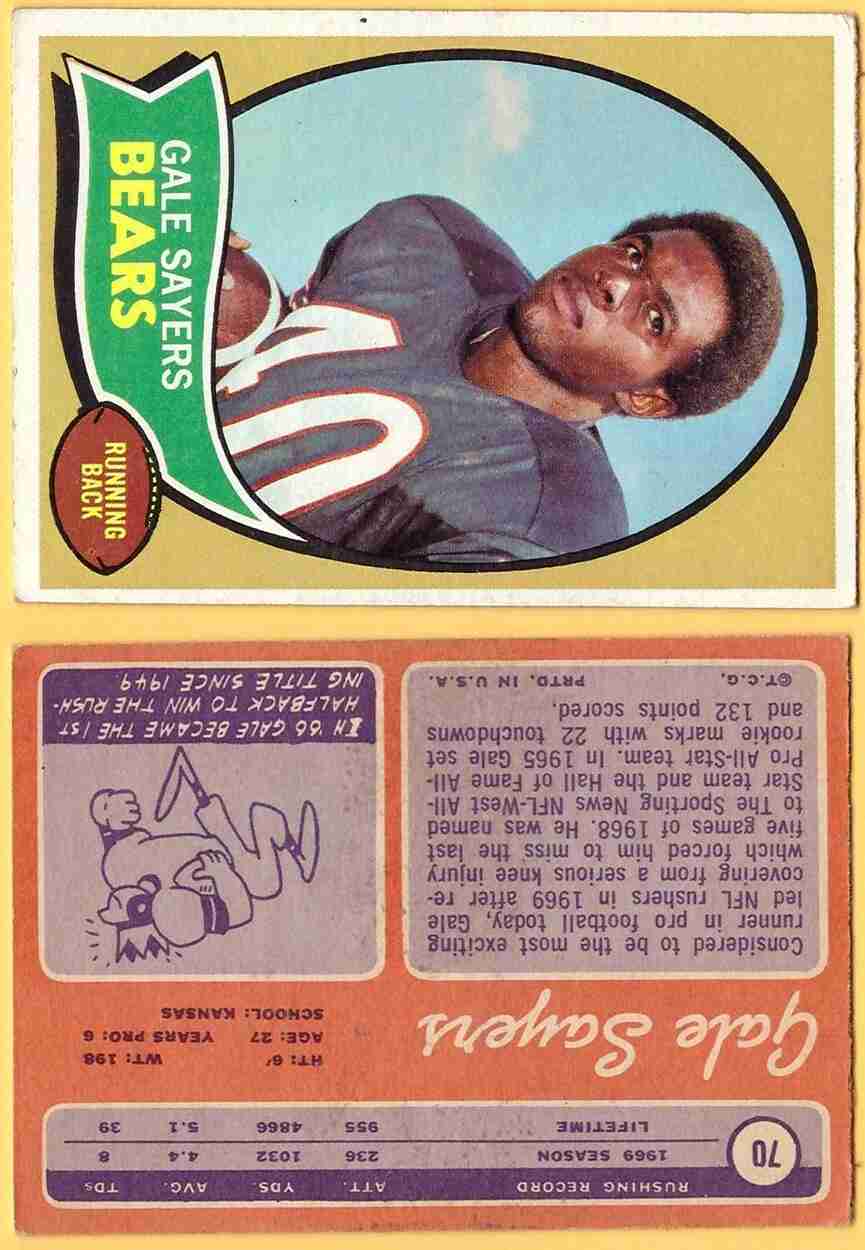 GALE SAYERS
BEARS
RUNNING
BACK
70
RUSHING RECORD ATT. YDS. AVG. TDs
1969 SEASON 236 1032 4.4 8
LIFETIME 955 4866 5.1 39
Gale Sayers
HT: 6' WT: 198
AGE: 27 YEARS PRO: 6
SCHOOL: KANSAS
Considered to be the most exciting
runner in pro football today, Gale,
led NFL rushers in 1969 after re-
covering from a serious knee injury
which forced him to miss the last
five games of 1968. He was named
to The Sporting News NFL-West All-
Star team and the Hall of Fame All-
Pro All-Star team. In 1965 Gale set
rookie marks with 22 touchdowns
and 132 points scored.
©T.C.G. PRTD. IN U.S.A.
IN '66 GALE BECAME THE 1ST
HALFBACK TO WIN THE RUSH-
ING TITLE SINCE 1949.
40